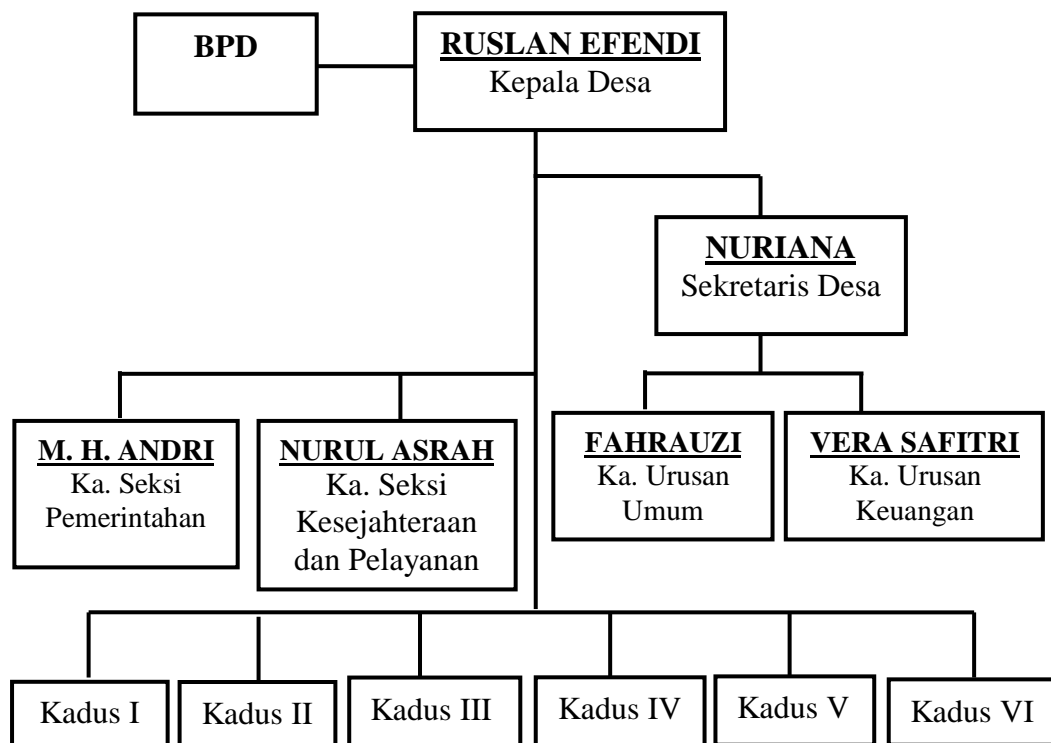 BPD
RUSLAN EFENDI
Kepala Desa
NURIANA
Sekretaris Desa
M. H. ANDRI
Ka. Seksi
Pemerintahan
NURUL ASRAH
Ka. Seksi
Kesejahteraan
dan Pelayanan
FAHRAUZI
Ka. Urusan
Umum
VERA SAFITRI
Ka. Urusan
Keuangan
Kadus I
Kadus II
Kadus III
Kadus IV
Kadus V
Kadus VI